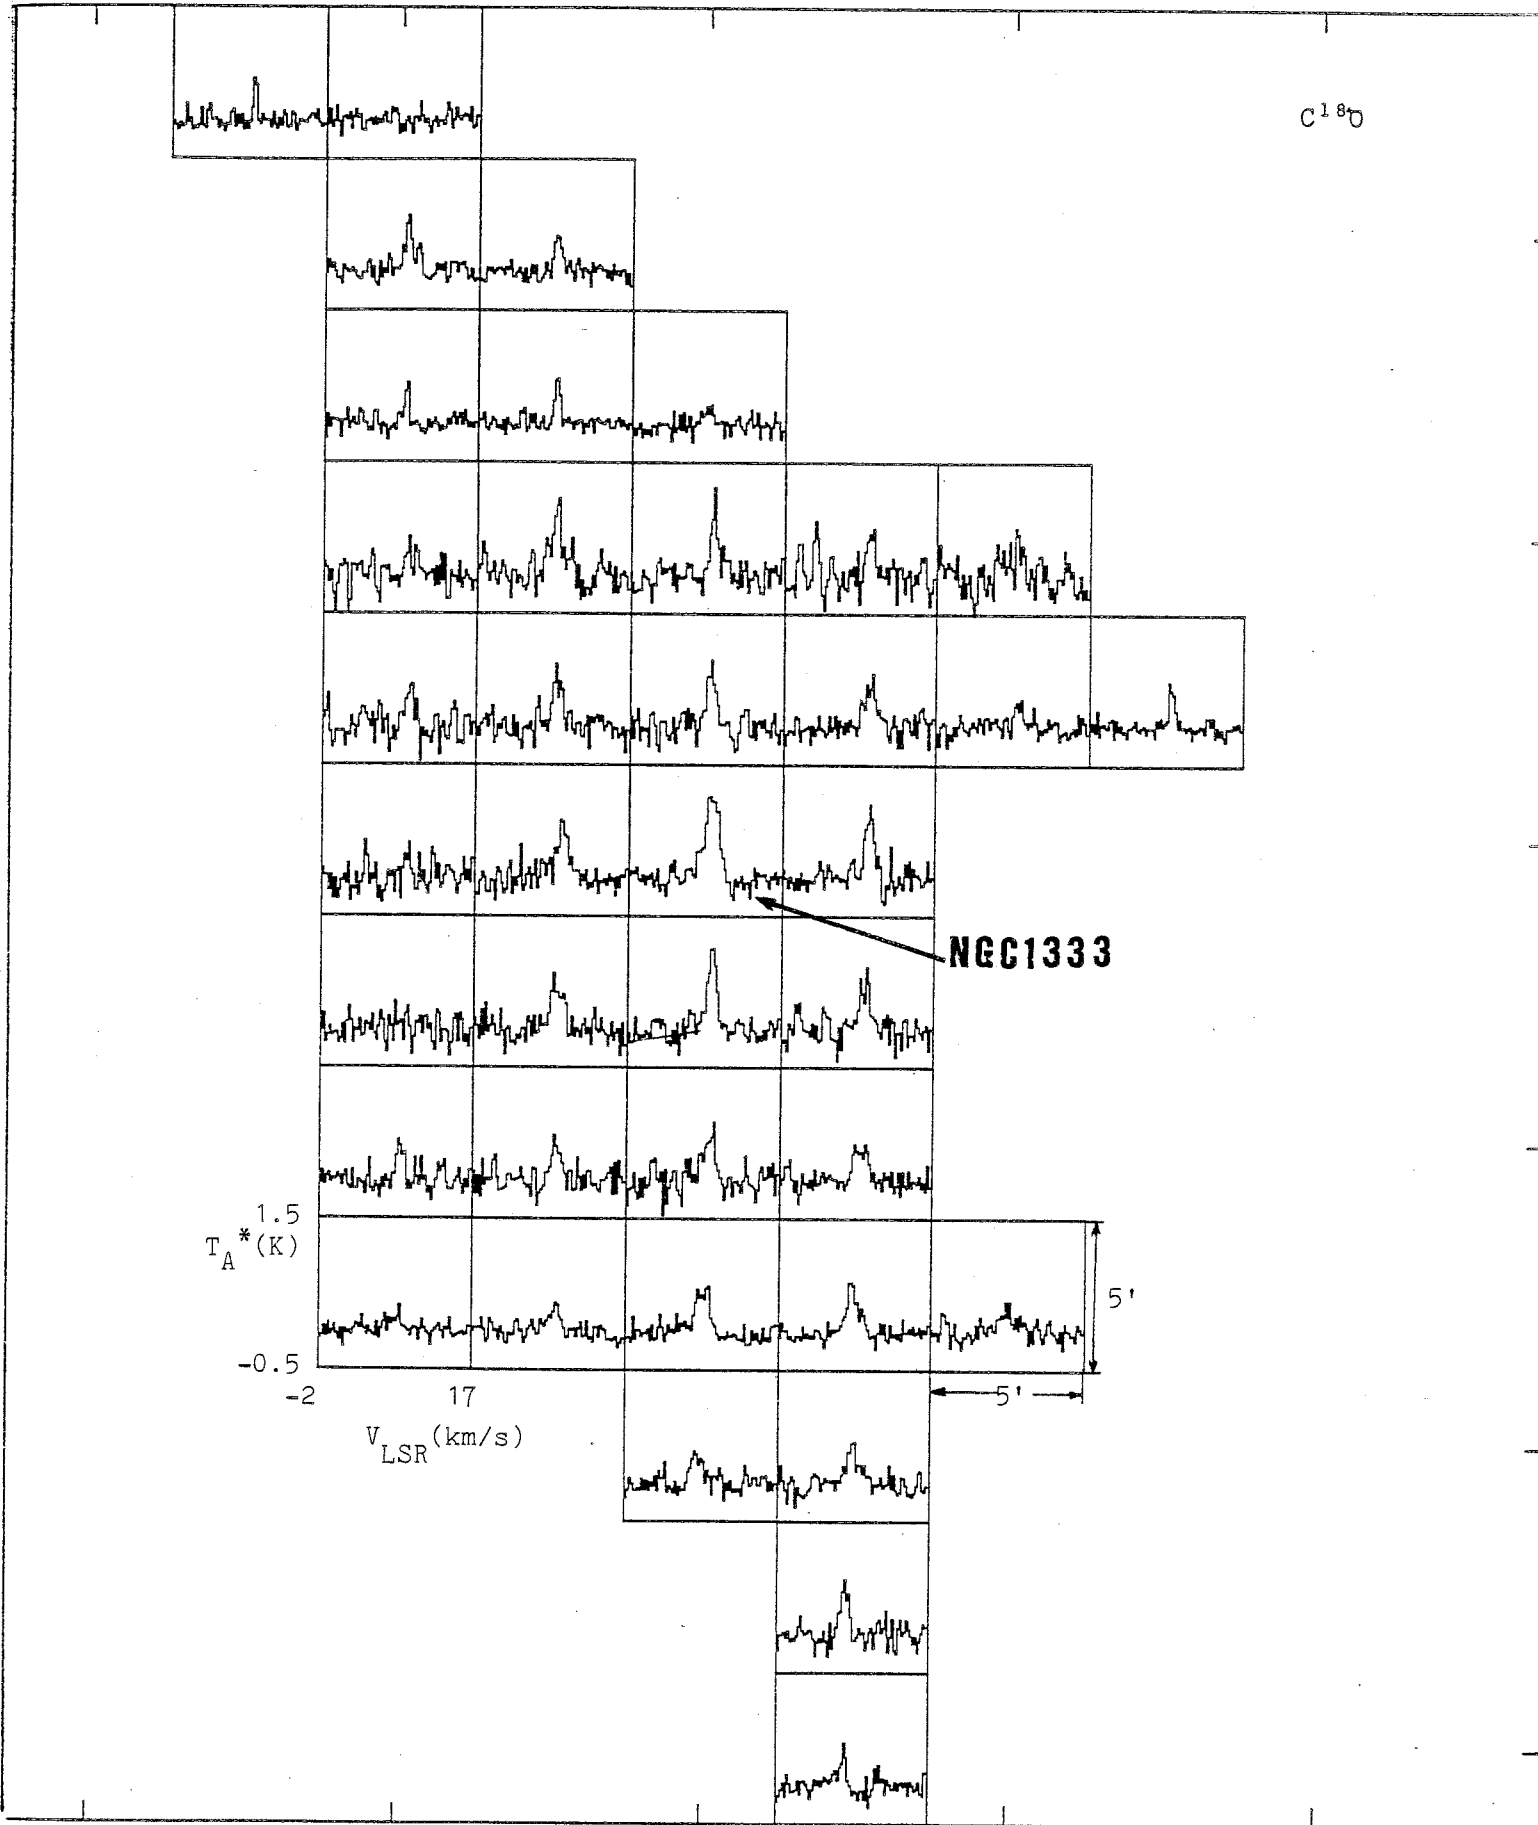 C¹⁸O
NGC1333
1.5
T_A*(K)
5'
-0.5
-2 17
5'
V_LSR(km/s)